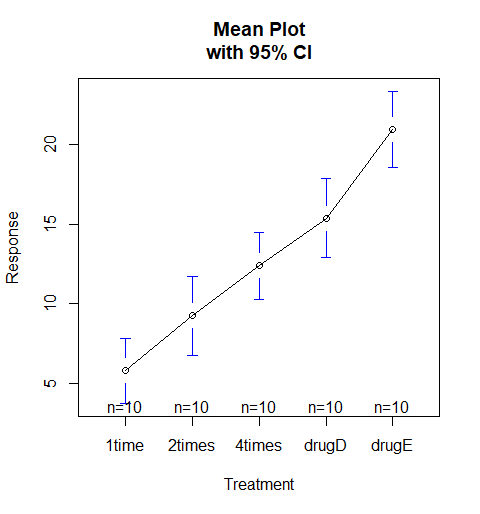 Mean Plot
with 95% CI
Response
20
15
10
5
n=10 n=10 n=10 n=10 n=10
1time 2times 4times drugD drugE
Treatment